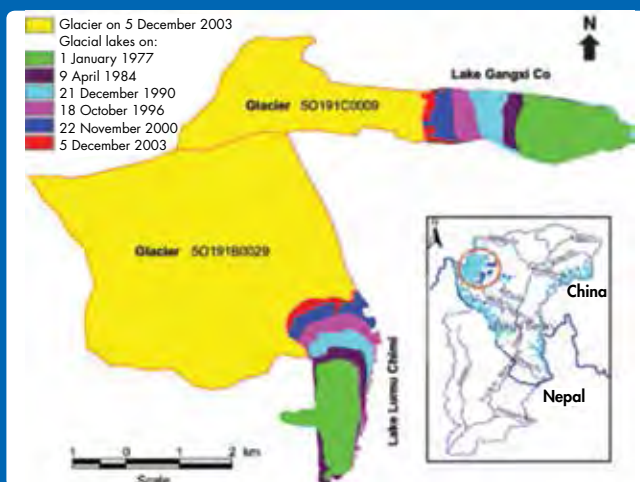 Glacier on 5 December 2003
Glacial lakes on:
1 January 1977
9 April 1984
21 December 1990
18 October 1996
22 November 2000
5 December 2003
N
Lake Gangxi Co
Glacier 5O191C0009
Glacier 5O191B0029
Lake Lumu Chimi
China
Nepal
1 0 1 2 km
Scale